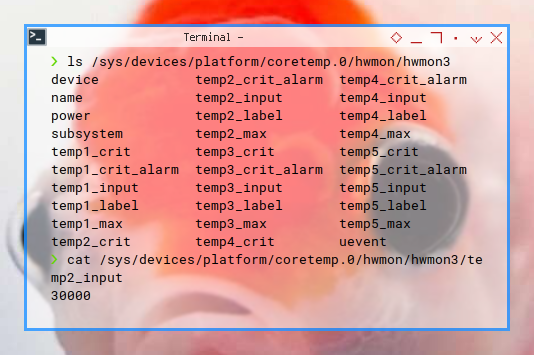 Terminal –
❯ ls /sys/devices/platform/coretemp.0/hwmon/hwmon3
device temp2_crit_alarm temp4_crit_alarm
name temp2_input temp4_input
power temp2_label temp4_label
subsystem temp2_max temp4_max
temp1_crit temp3_crit temp5_crit
temp1_crit_alarm temp3_crit_alarm temp5_crit_alarm
temp1_input temp3_input temp5_input
temp1_label temp3_label temp5_label
temp1_max temp3_max temp5_max
temp2_crit temp4_crit uevent
❯ cat /sys/devices/platform/coretemp.0/hwmon/hwmon3/te
mp2_input
30000